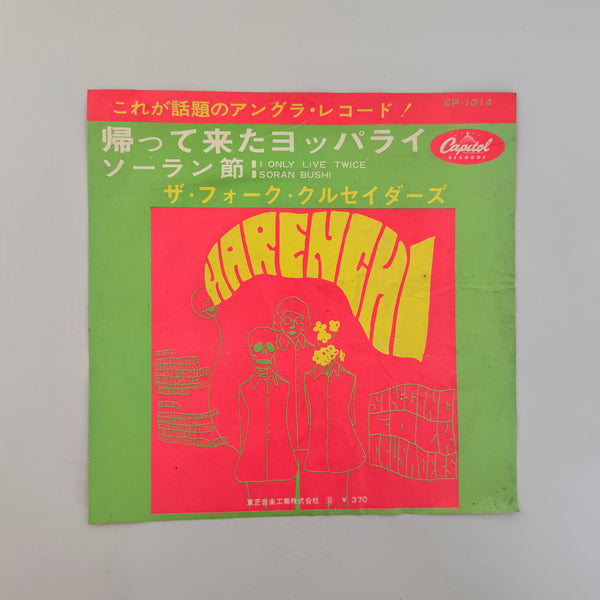 これが話題のアングラ・レコード！
CP-1014
帰って来たヨッパライ
Capitol
RECORDS
ソーラン節
I ONLY LIVE TWICE
SORAN BUSHI
ザ・フォーク・クルセイダーズ
HARENCHI
SINGING
FOLK
CRUSADERS
東芝音楽工業株式会社 Ⓖ ￥370